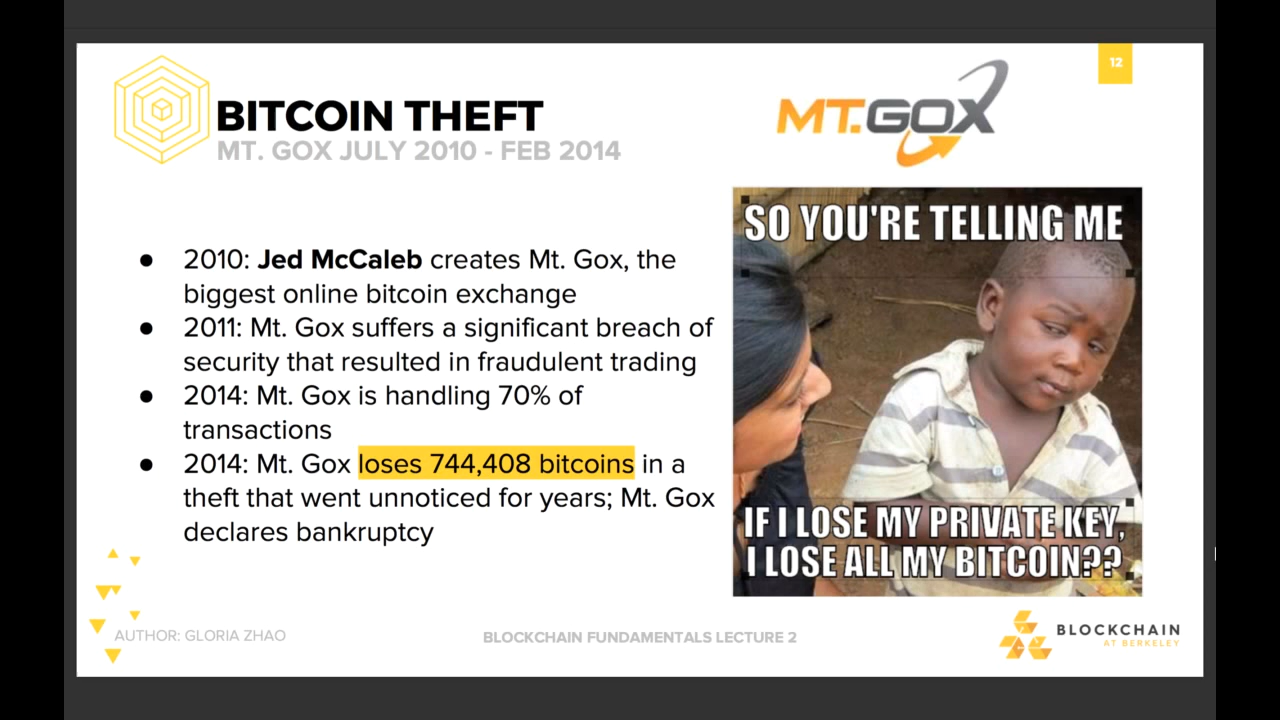 12
BITCOIN THEFT
MT. GOX JULY 2010 - FEB 2014
MT.GOX
● 2010: Jed McCaleb creates Mt. Gox, the
biggest online bitcoin exchange
● 2011: Mt. Gox suffers a significant breach of
security that resulted in fraudulent trading
● 2014: Mt. Gox is handling 70% of
transactions
● 2014: Mt. Gox loses 744,408 bitcoins in a
theft that went unnoticed for years; Mt. Gox
declares bankruptcy
SO YOU'RE TELLING ME
IF I LOSE MY PRIVATE KEY,
I LOSE ALL MY BITCOIN??
AUTHOR: GLORIA ZHAO
BLOCKCHAIN FUNDAMENTALS LECTURE 2
BLOCKCHAIN
AT BERKELEY